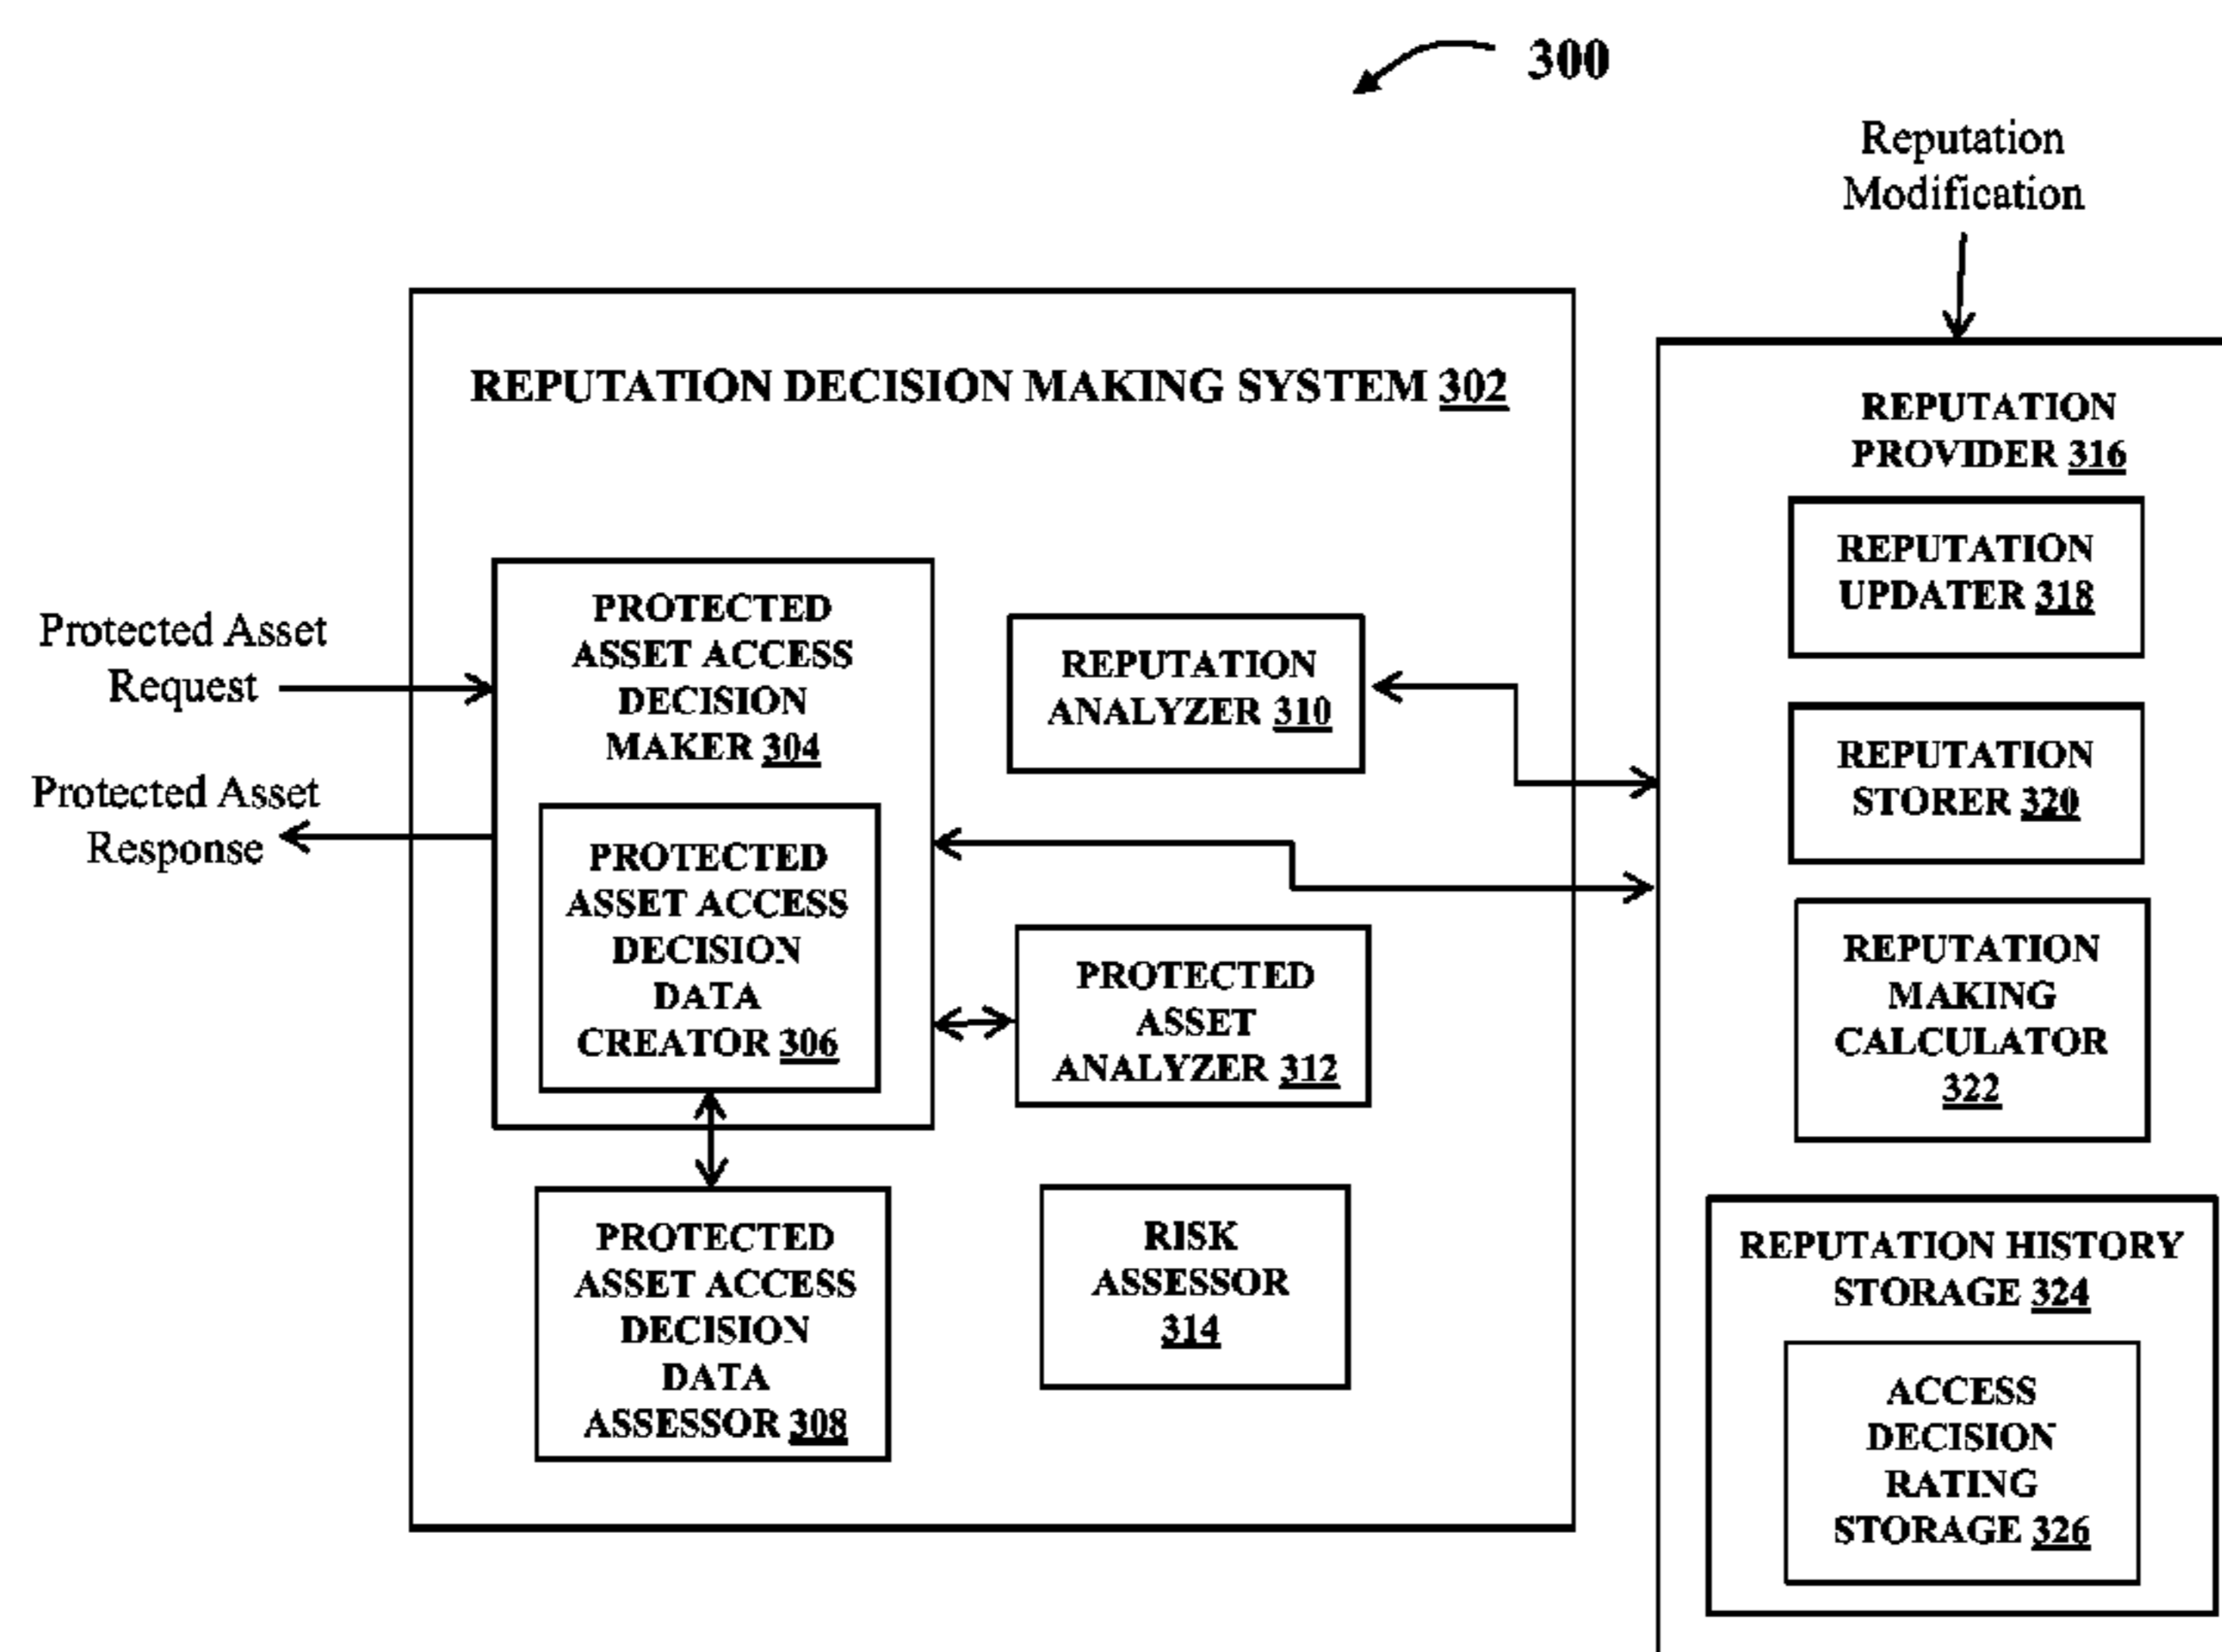 300
Reputation
Modification
REPUTATION DECISION MAKING SYSTEM 302
Protected Asset
Request
Protected Asset
Response
PROTECTED
ASSET ACCESS
DECISION
MAKER 304
PROTECTED
ASSET ACCESS
DECISION
DATA
CREATOR 306
PROTECTED
ASSET ACCESS
DECISION
DATA
ASSESSOR 308
REPUTATION
ANALYZER 310
PROTECTED
ASSET
ANALYZER 312
RISK
ASSESSOR
314
REPUTATION
PROVIDER 316
REPUTATION
UPDATER 318
REPUTATION
STORER 320
REPUTATION
MAKING
CALCULATOR
322
REPUTATION HISTORY
STORAGE 324
ACCESS
DECISION
RATING
STORAGE 326